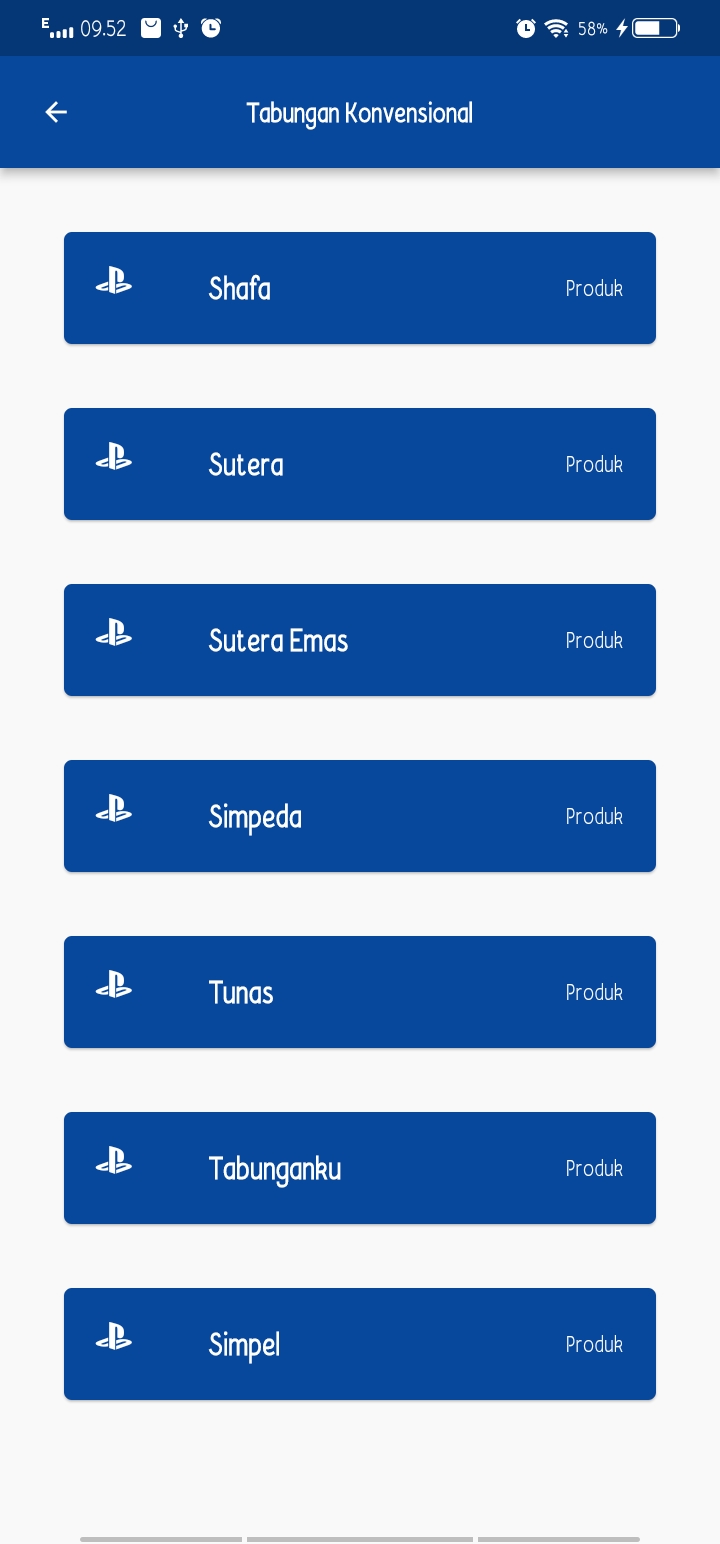 E 09.52 58%
Tabungan Konvensional
Shafa Produk
Sutera Produk
Sutera Emas Produk
Simpeda Produk
Tunas Produk
Tabunganku Produk
Simpel Produk